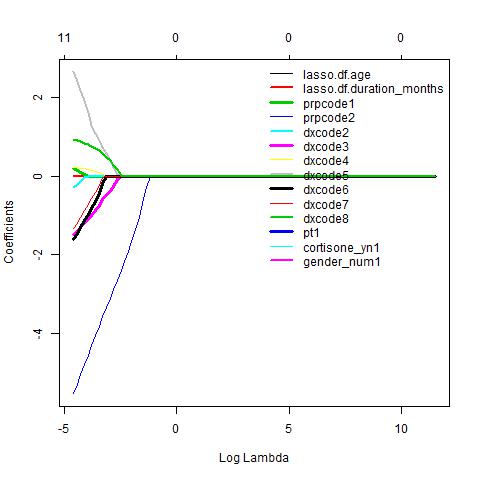 11 0 0 0
lasso.df.age
lasso.df.duration_months
prpcode1
prpcode2
dxcode2
dxcode3
dxcode4
dxcode5
dxcode6
dxcode7
dxcode8
pt1
cortisone_yn1
gender_num1
2
0
-2
-4
Coefficients
-5 0 5 10
Log Lambda